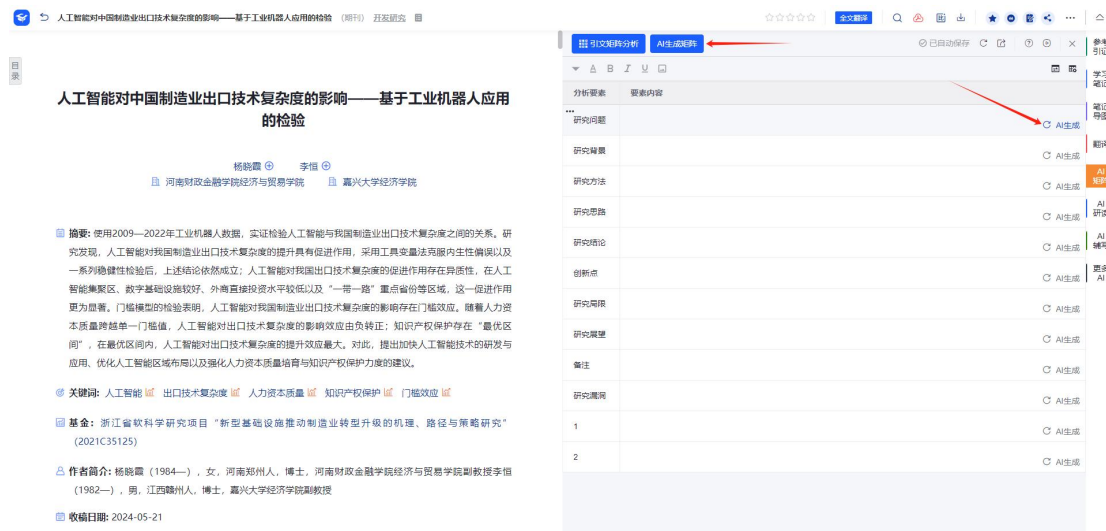 人工智能对中国制造业出口技术复杂度的影响——基于工业机器人应用的检验 （期刊） 开发研究
全文翻译
目录
人工智能对中国制造业出口技术复杂度的影响——基于工业机器人应用
的检验
杨晓霞 李恒
河南财政金融学院经济与贸易学院 嘉兴大学经济学院
摘要: 使用2009—2022年工业机器人数据，实证检验人工智能与我国制造业出口技术复杂度之间的关系。研
究发现，人工智能对我国制造业出口技术复杂度的提升具有促进作用，采用工具变量法克服内生性偏误以及
一系列稳健性检验后，上述结论依然成立；人工智能对我国出口技术复杂度的促进作用存在异质性，在人工
智能集聚区、数字基础设施较好、外商直接投资水平较低以及“一带一路”重点省份等区域，这一促进作用
更为显著。门槛模型的检验表明，人工智能对我国制造业出口技术复杂度的影响存在门槛效应。随着人力资
本质量跨越单一门槛值，人工智能对出口技术复杂度的影响效应由负转正；知识产权保护存在“最优区
间”，在最优区间内，人工智能对出口技术复杂度的提升效应最大。对此，提出加快人工智能技术的研发与
应用、优化人工智能区域布局以及强化人力资本质量培育与知识产权保护力度的建议。
关键词: 人工智能 出口技术复杂度 人力资本质量 知识产权保护 门槛效应
基金: 浙江省软科学研究项目“新型基础设施推动制造业转型升级的机理、路径与策略研究”
（2021C35125）
作者简介: 杨晓霞（1984—），女，河南郑州人，博士，河南财政金融学院经济与贸易学院副教授李恒
（1982—），男，江西赣州人，博士，嘉兴大学经济学院副教授
收稿日期: 2024-05-21
引文矩阵分析 AI生成矩阵 已自动保存
A B I U
分析要素 要素内容
研究问题 AI生成
研究背景 AI生成
研究方法 AI生成
研究思路 AI生成
研究结论 AI生成
创新点 AI生成
研究局限 AI生成
研究展望 AI生成
备注 AI生成
研究漏洞 AI生成
1 AI生成
2 AI生成
参考
引证
学习
笔记
笔记
导图
翻译
AI
矩阵
AI
研读
AI
辅写
更多
AI